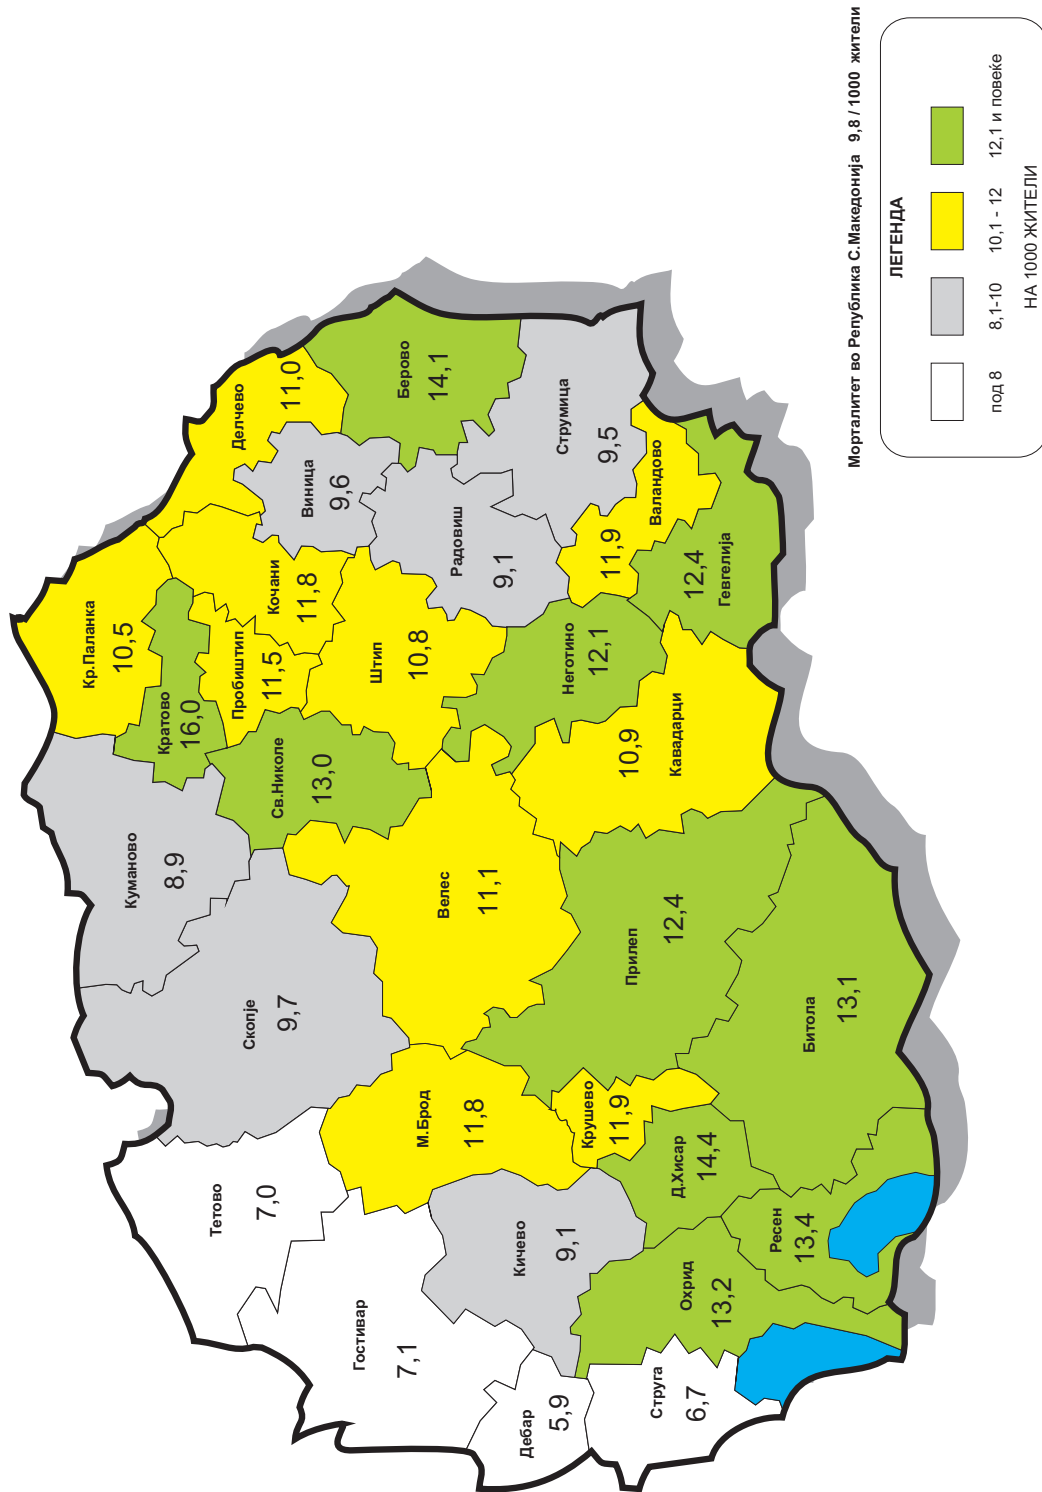 Морталитет во Република С.Македонија 9,8 / 1000 жители
ЛЕГЕНДА
под 8
8,1-10
10,1 - 12
12,1 и повеќе
НА 1000 ЖИТЕЛИ
Тетово
7,0
Гостивар
7,1
Дебар
5,9
Струга
6,7
Кичево
9,1
Охрид
13,2
Ресен
13,4
Д.Хисар
14,4
Крушево
11,9
М.Брод
11,8
Скопје
9,7
Куманово
8,9
Велес
11,1
Прилеп
12,4
Битола
13,1
Кр.Паланка
10,5
Кратово
16,0
Пробиштип
11,5
Св.Николе
13,0
Штип
10,8
Кочани
11,8
Делчево
11,0
Виница
9,6
Берово
14,1
Радовиш
9,1
Струмица
9,5
Неготино
12,1
Кавадарци
10,9
Валандово
11,9
Гевгелија
12,4